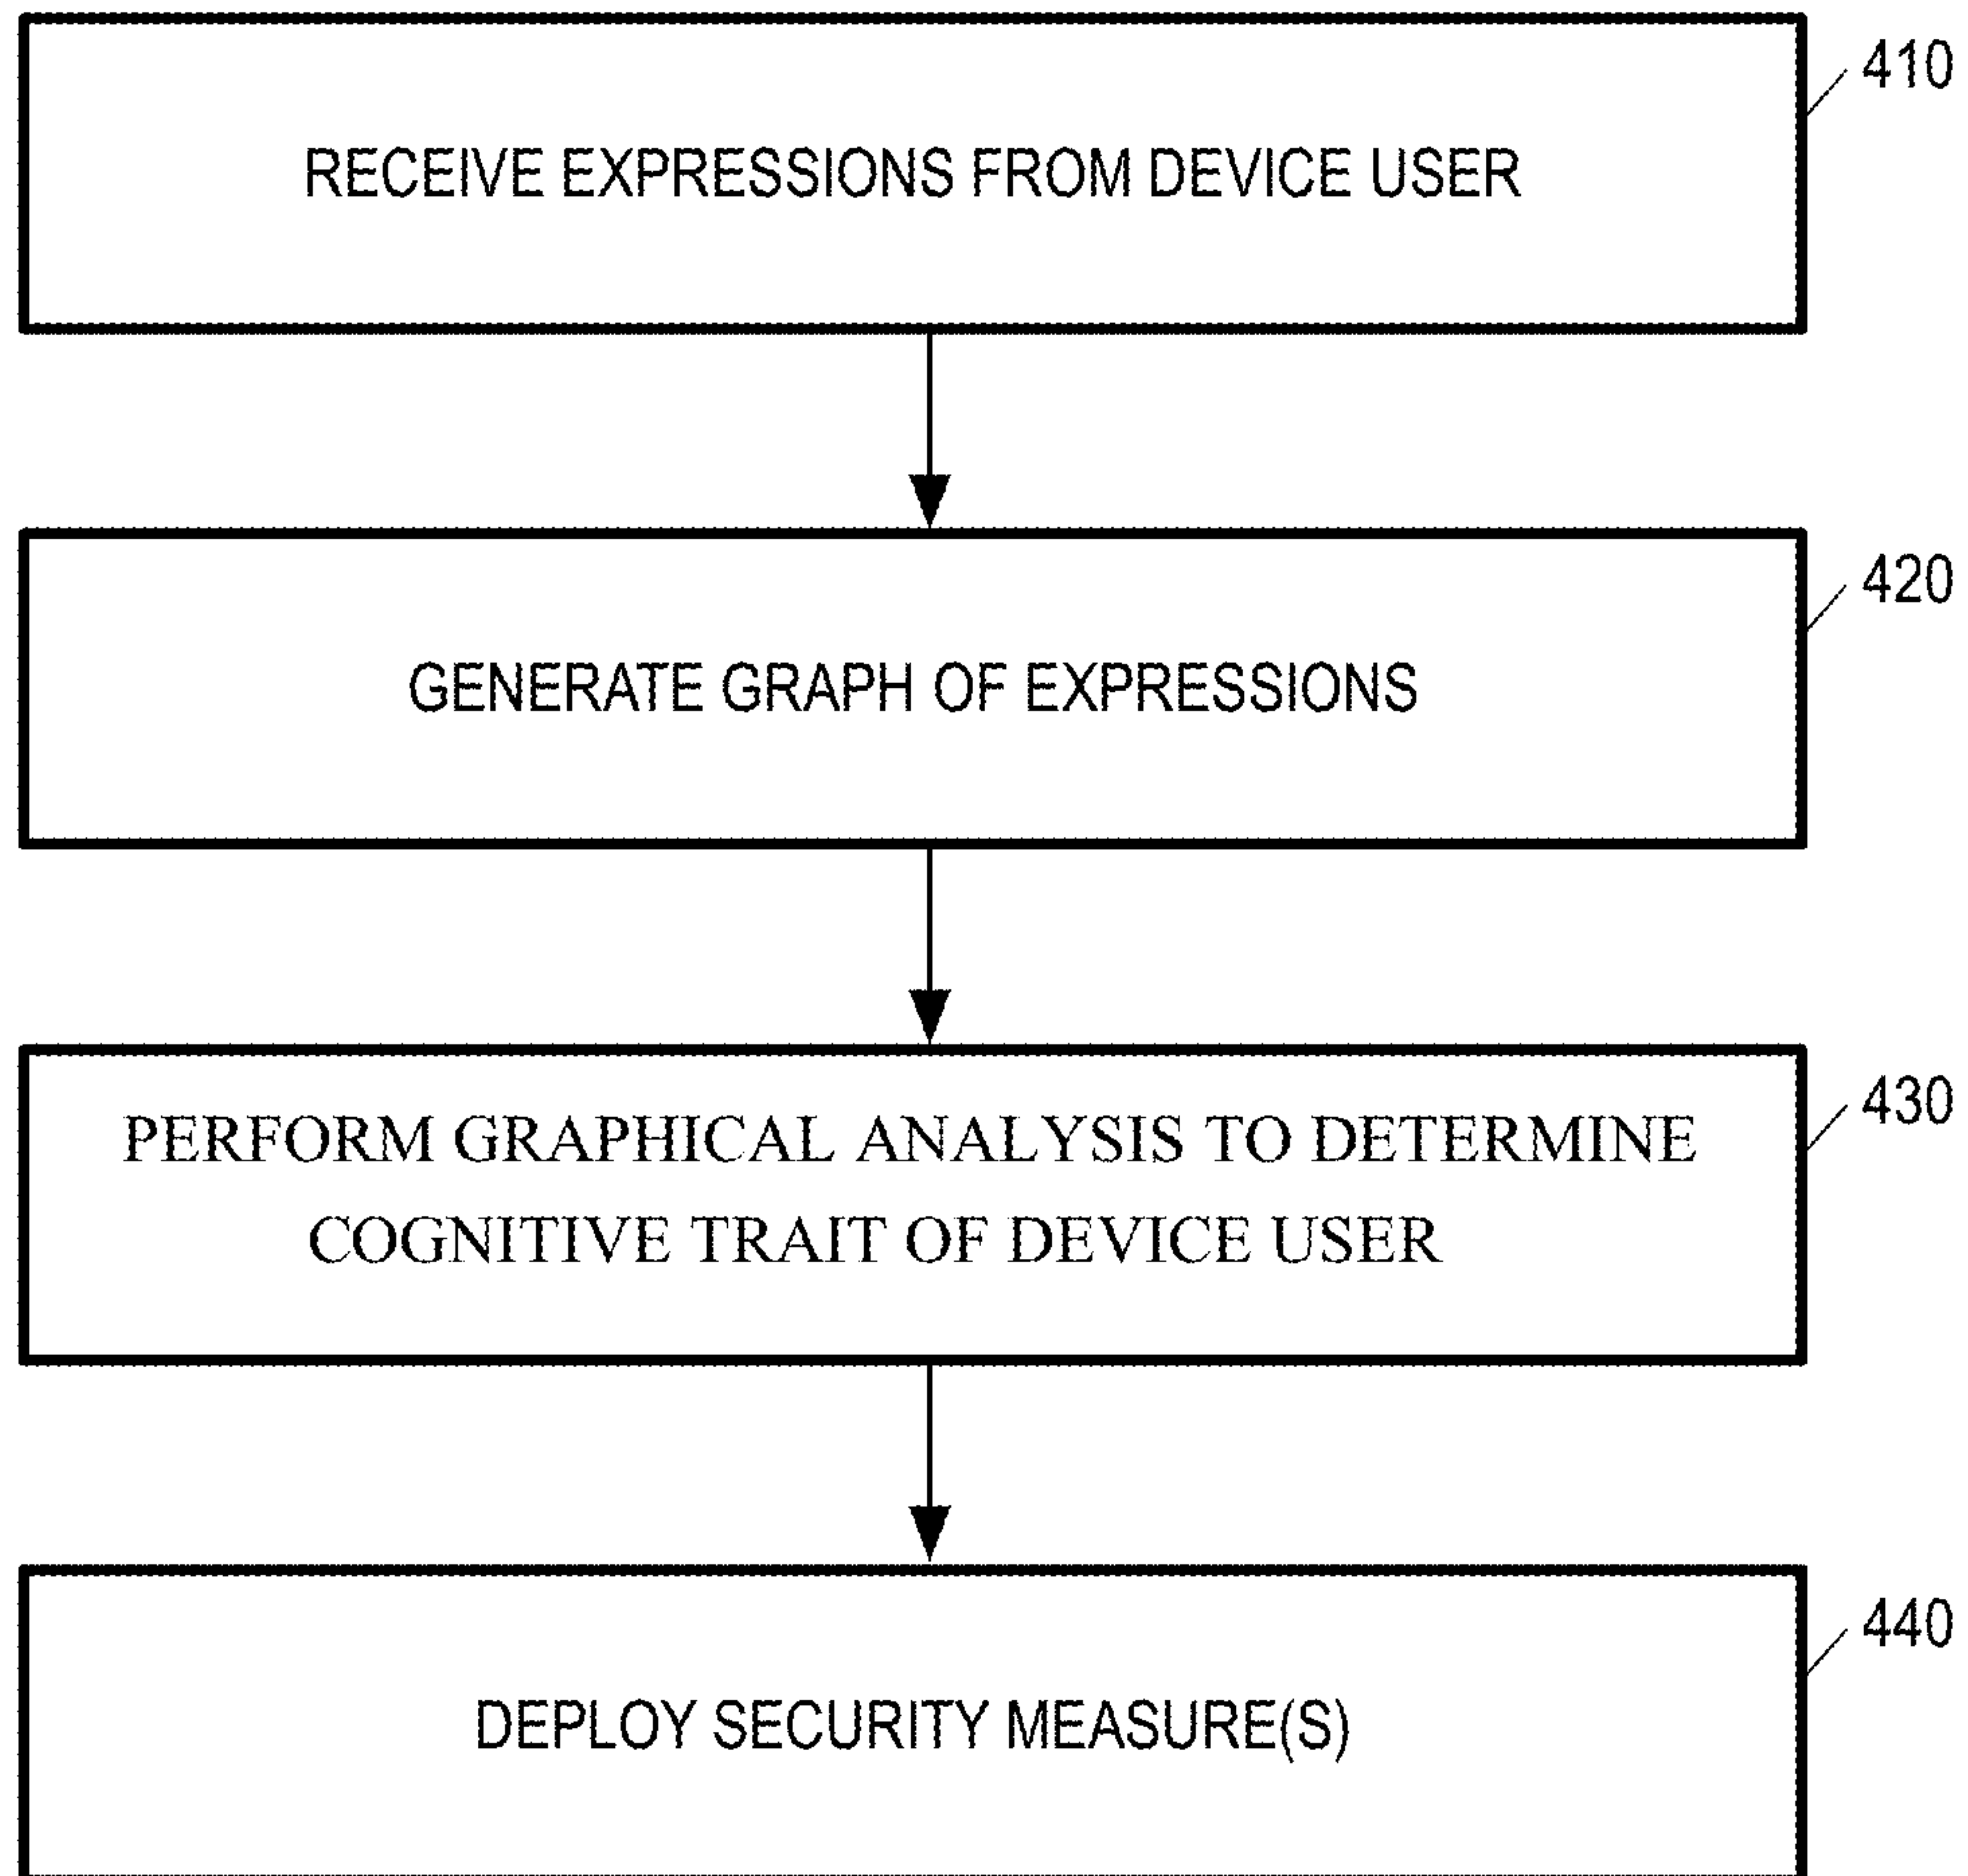 410
RECEIVE EXPRESSIONS FROM DEVICE USER
420
GENERATE GRAPH OF EXPRESSIONS
430
PERFORM GRAPHICAL ANALYSIS TO DETERMINE
COGNITIVE TRAIT OF DEVICE USER
440
DEPLOY SECURITY MEASURE(S)